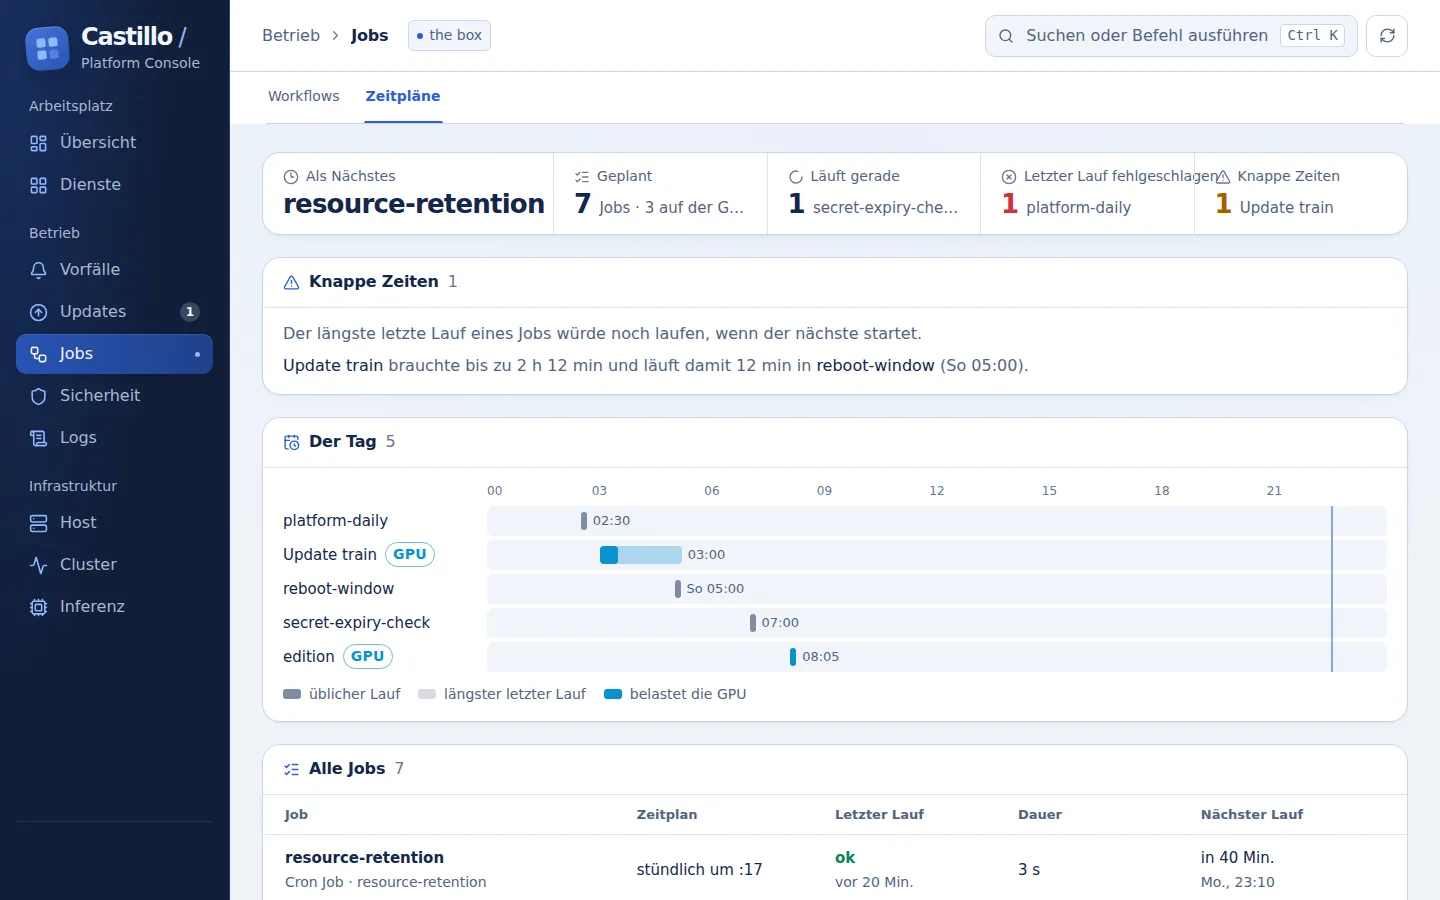 Castillo /
Platform Console
Arbeitsplatz
Übersicht
Dienste
Betrieb
Vorfälle
Updates 1
Jobs
Sicherheit
Logs
Infrastruktur
Host
Cluster
Inferenz
Betrieb > Jobs the box
Suchen oder Befehl ausführen Ctrl K
Workflows Zeitpläne
Als Nächstes
resource-retention
Geplant
7 Jobs · 3 auf der G…
Läuft gerade
1 secret-expiry-che…
Letzter Lauf fehlgeschlagen
1 platform-daily
Knappe Zeiten
1 Update train
Knappe Zeiten 1
Der längste letzte Lauf eines Jobs würde noch laufen, wenn der nächste startet.
Update train brauchte bis zu 2 h 12 min und läuft damit 12 min in reboot-window (So 05:00).
Der Tag 5
00 03 06 09 12 15 18 21
platform-daily 02:30
Update train GPU 03:00
reboot-window So 05:00
secret-expiry-check 07:00
edition GPU 08:05
üblicher Lauf längster letzter Lauf belastet die GPU
Alle Jobs 7
Job Zeitplan Letzter Lauf Dauer Nächster Lauf
resource-retention
Cron Job · resource-retention
stündlich um :17
ok
vor 20 Min.
3 s
in 40 Min.
Mo., 23:10